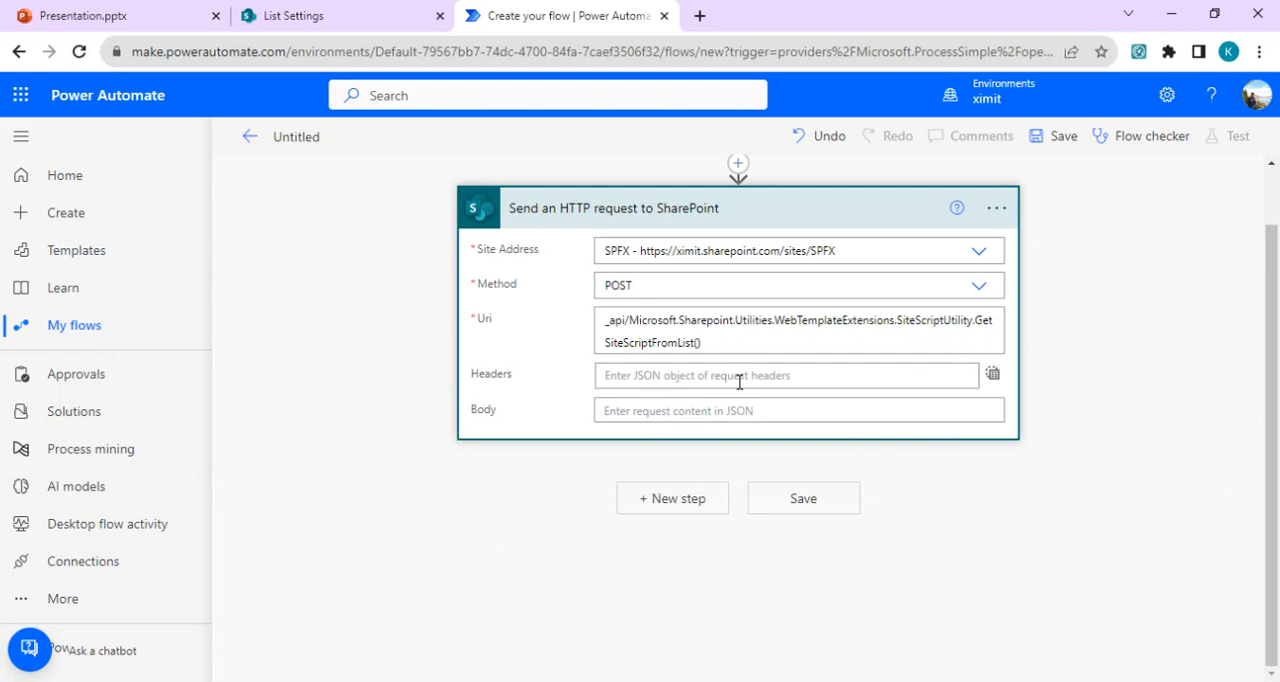 Presentation.pptx
List Settings
Create your flow | Power Automa
make.powerautomate.com/environments/Default-79567bb7-74dc-4700-84fa-7caef3506f32/flows/new?trigger=providers%2FMicrosoft.ProcessSimple%2Fope...
K
Power Automate
Search
Environments
ximit
Untitled
Undo
Redo
Comments
Save
Flow checker
Test
Home
Create
Templates
Learn
My flows
Approvals
Solutions
Process mining
AI models
Desktop flow activity
Connections
More
Pow
Ask a chatbot
S
Send an HTTP request to SharePoint
* Site Address
SPFX - https://ximit.sharepoint.com/sites/SPFX
* Method
POST
* Uri
_api/Microsoft.Sharepoint.Utilities.WebTemplateExtensions.SiteScriptUtility.Get
SiteScriptFromList()
Headers
Enter JSON object of request headers
Body
Enter request content in JSON
+ New step
Save